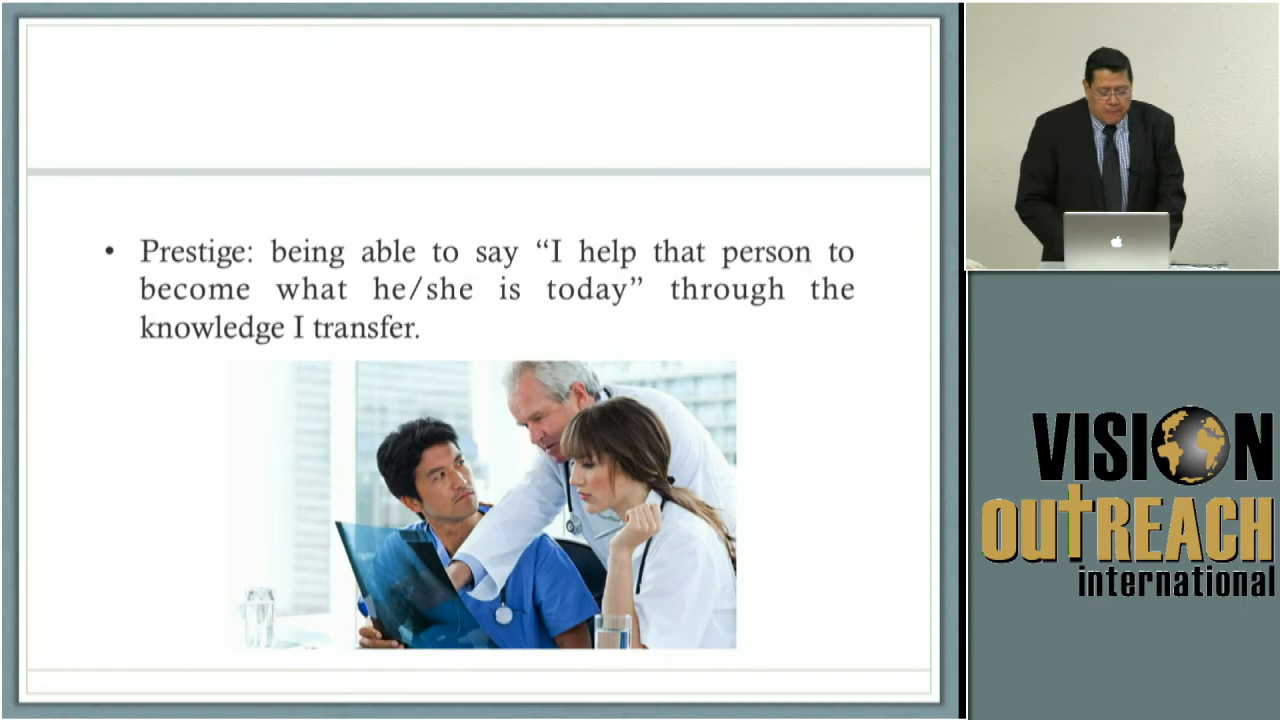 • Prestige: being able to say “I help that person to
become what he/she is today” through the
knowledge I transfer.
VISION
OUTREACH
international